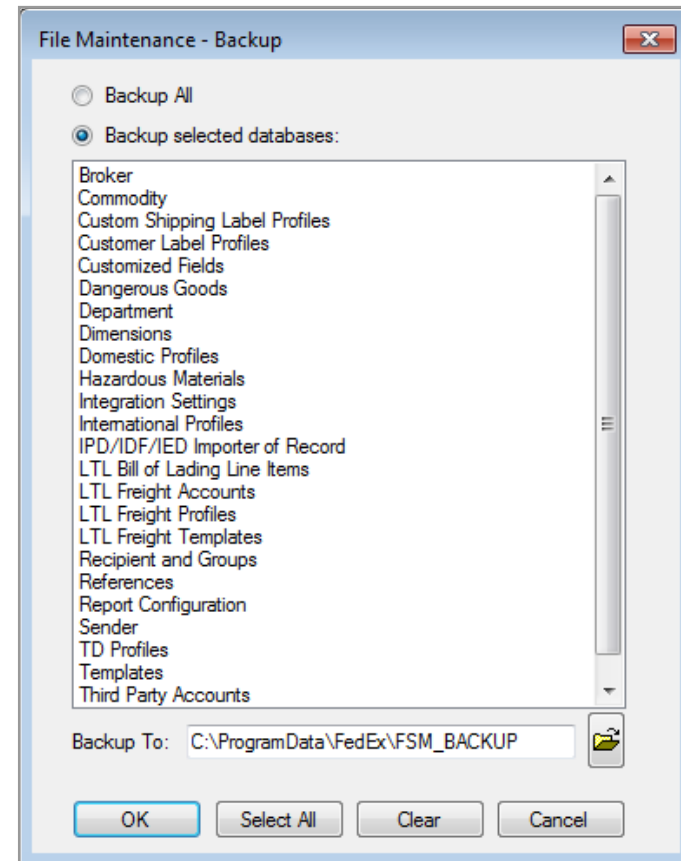 File Maintenance - Backup
Backup All
Backup selected databases:
Broker
Commodity
Custom Shipping Label Profiles
Customer Label Profiles
Customized Fields
Dangerous Goods
Department
Dimensions
Domestic Profiles
Hazardous Materials
Integration Settings
International Profiles
IPD/IDF/IED Importer of Record
LTL Bill of Lading Line Items
LTL Freight Accounts
LTL Freight Profiles
LTL Freight Templates
Recipient and Groups
References
Report Configuration
Sender
TD Profiles
Templates
Third Party Accounts
Backup To: C:\ProgramData\FedEx\FSM_BACKUP
OK Select All Clear Cancel